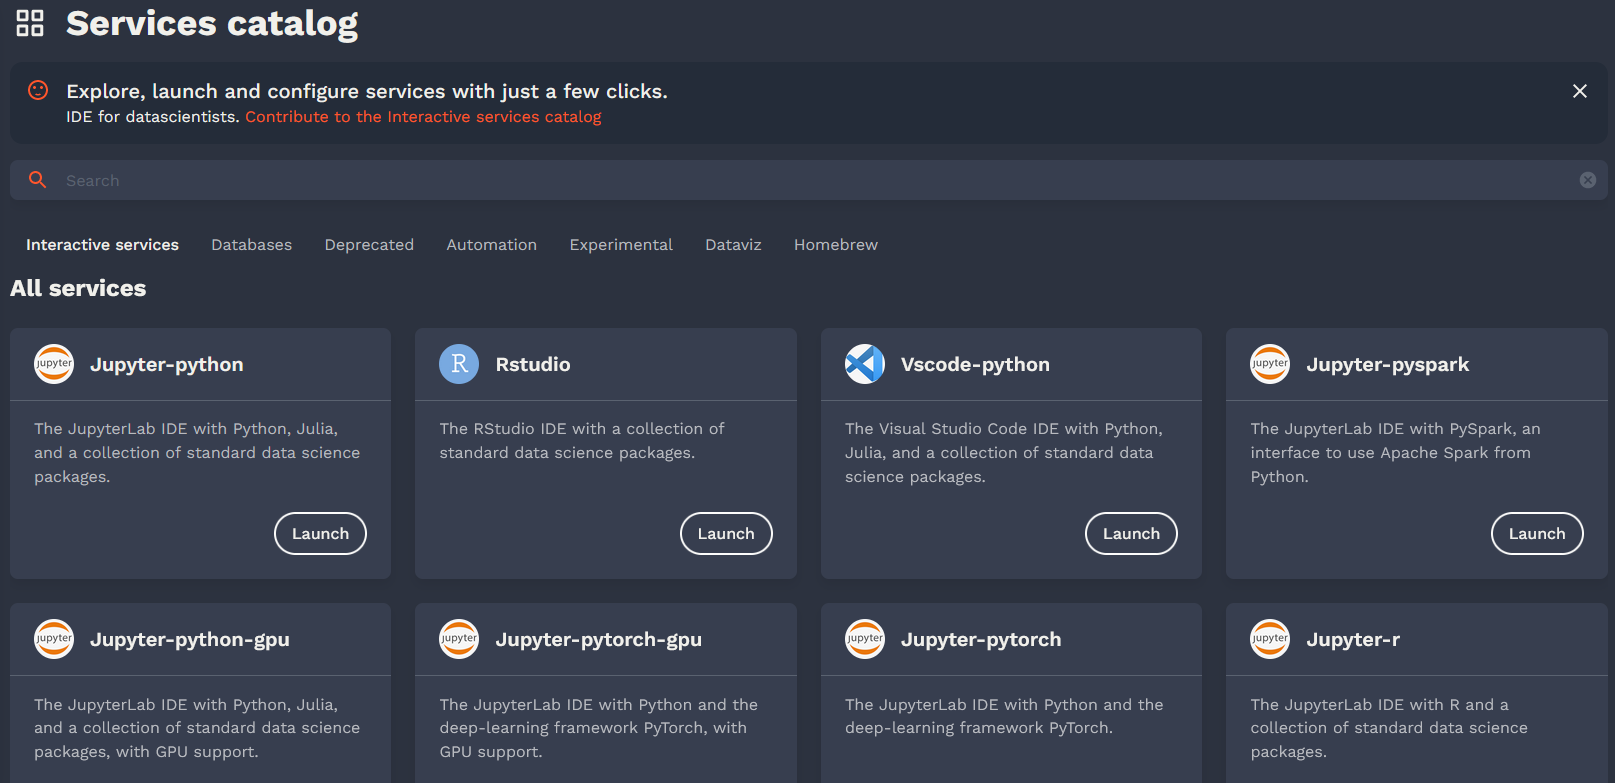 Services catalog
Explore, launch and configure services with just a few clicks.
IDE for datascientists. Contribute to the Interactive services catalog
Search
Interactive services Databases Deprecated Automation Experimental Dataviz Homebrew
All services
jupyter Jupyter-python
The JupyterLab IDE with Python, Julia,
and a collection of standard data science
packages.
Launch
R Rstudio
The RStudio IDE with a collection of
standard data science packages.
Launch
Vscode-python
The Visual Studio Code IDE with Python,
Julia, and a collection of standard data
science packages.
Launch
jupyter Jupyter-pyspark
The JupyterLab IDE with PySpark, an
interface to use Apache Spark from
Python.
Launch
jupyter Jupyter-python-gpu
The JupyterLab IDE with Python, Julia,
and a collection of standard data science
packages, with GPU support.
jupyter Jupyter-pytorch-gpu
The JupyterLab IDE with Python and the
deep-learning framework PyTorch, with
GPU support.
jupyter Jupyter-pytorch
The JupyterLab IDE with Python and the
deep-learning framework PyTorch.
jupyter Jupyter-r
The JupyterLab IDE with R and a
collection of standard data science
packages.